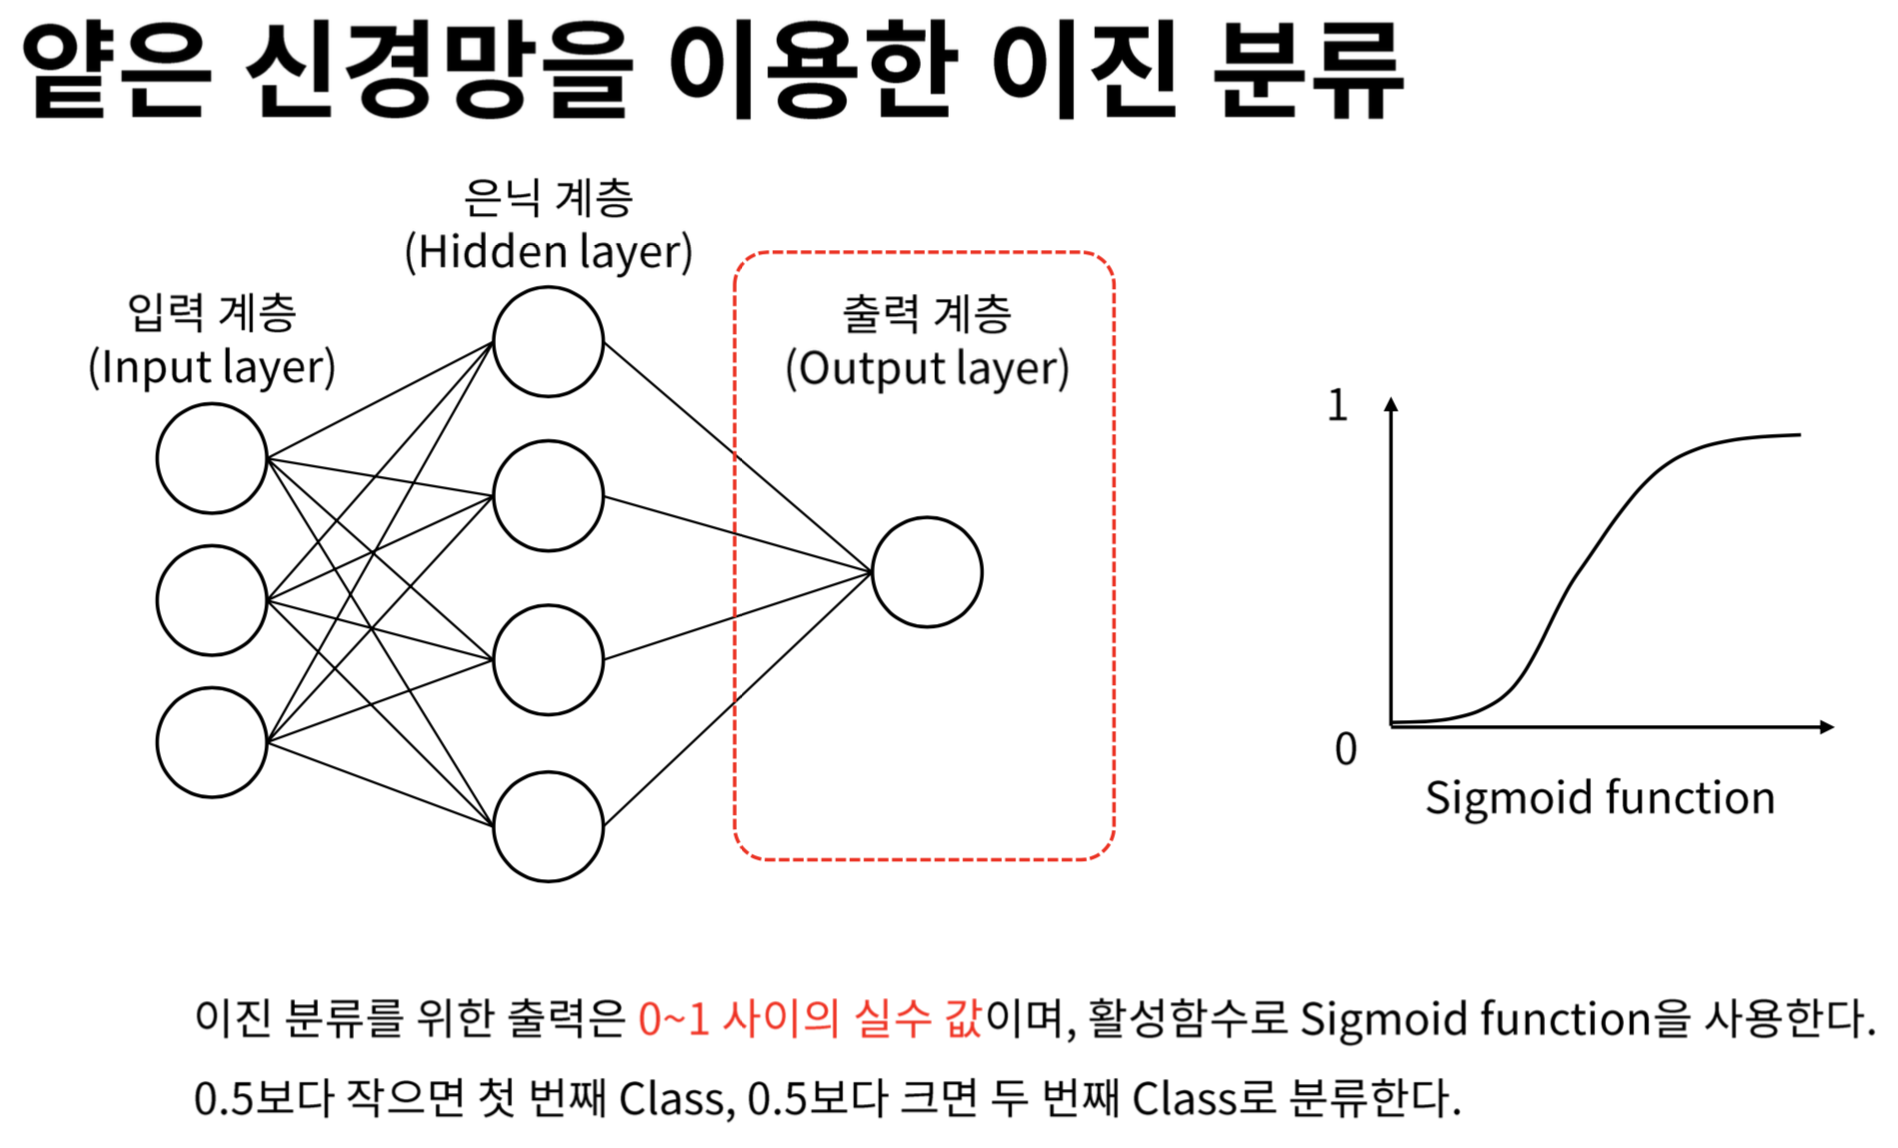 얕은 신경망을 이용한 이진 분류
은닉 계층
(Hidden layer)
입력 계층
(Input layer)
출력 계층
(Output layer)
1
0
Sigmoid function
이진 분류를 위한 출력은 0~1 사이의 실수 값이며, 활성함수로 Sigmoid function을 사용한다.
0.5보다 작으면 첫 번째 Class, 0.5보다 크면 두 번째 Class로 분류한다.